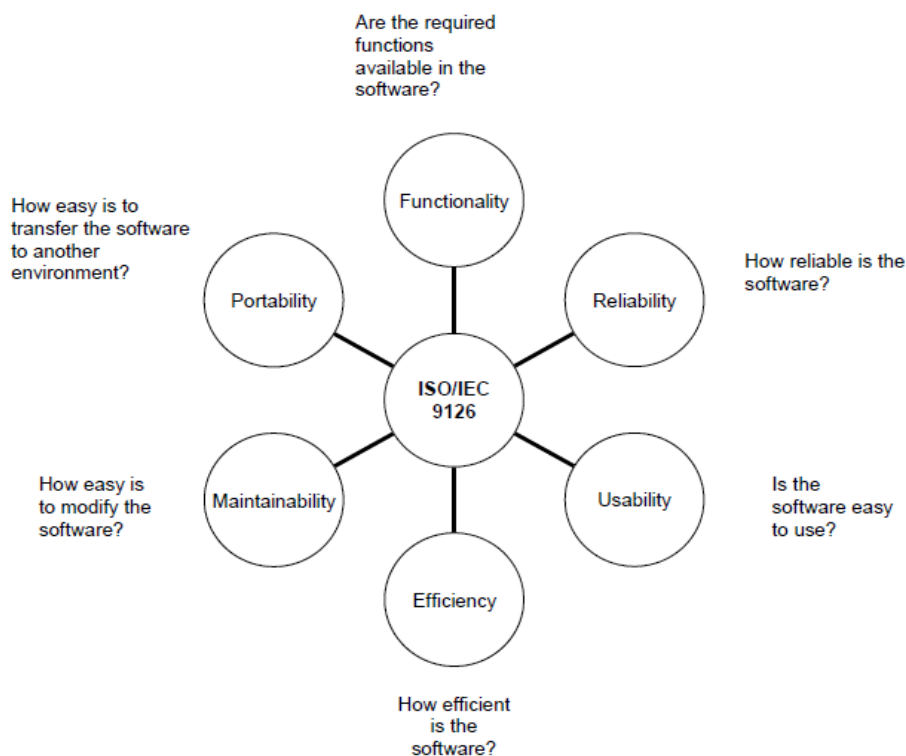 Are the required
functions
available in the
software?
Functionality
How easy is to
transfer the software
to another
environment?
Portability
How reliable is the
software?
Reliability
ISO/IEC
9126
How easy is
to modify the
software?
Maintainability
Usability
Is the
software easy
to use?
Efficiency
How efficient
is the
software?